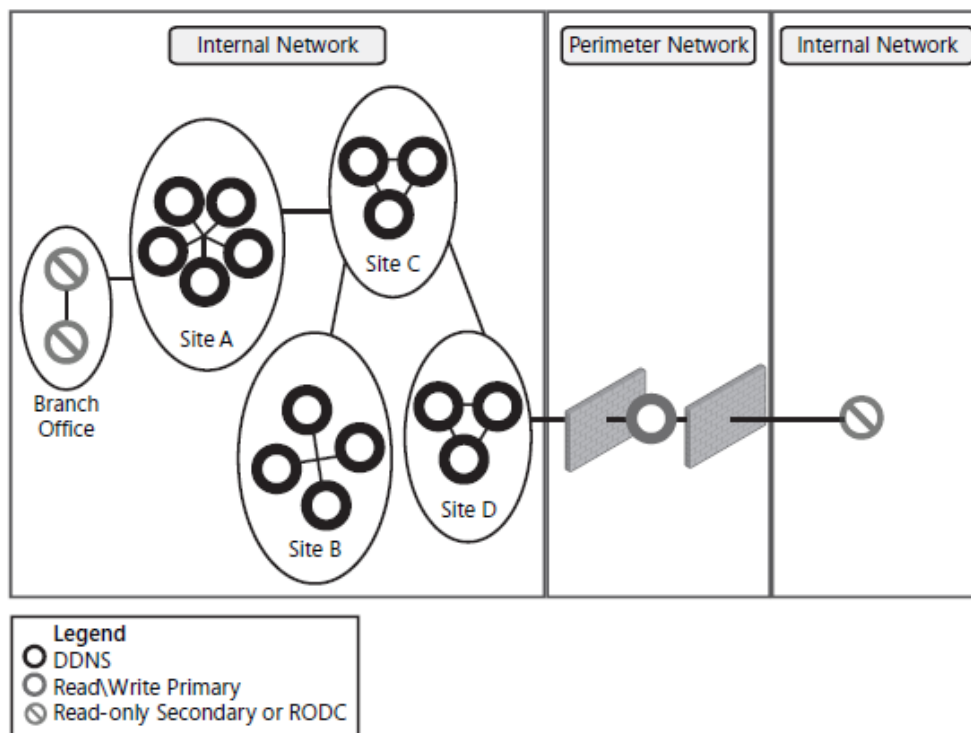 Internal Network
Perimeter Network
Internal Network
Site C
Site A
Branch
Office
Site D
Site B
Legend
DDNS
Read\Write Primary
Read-only Secondary or RODC